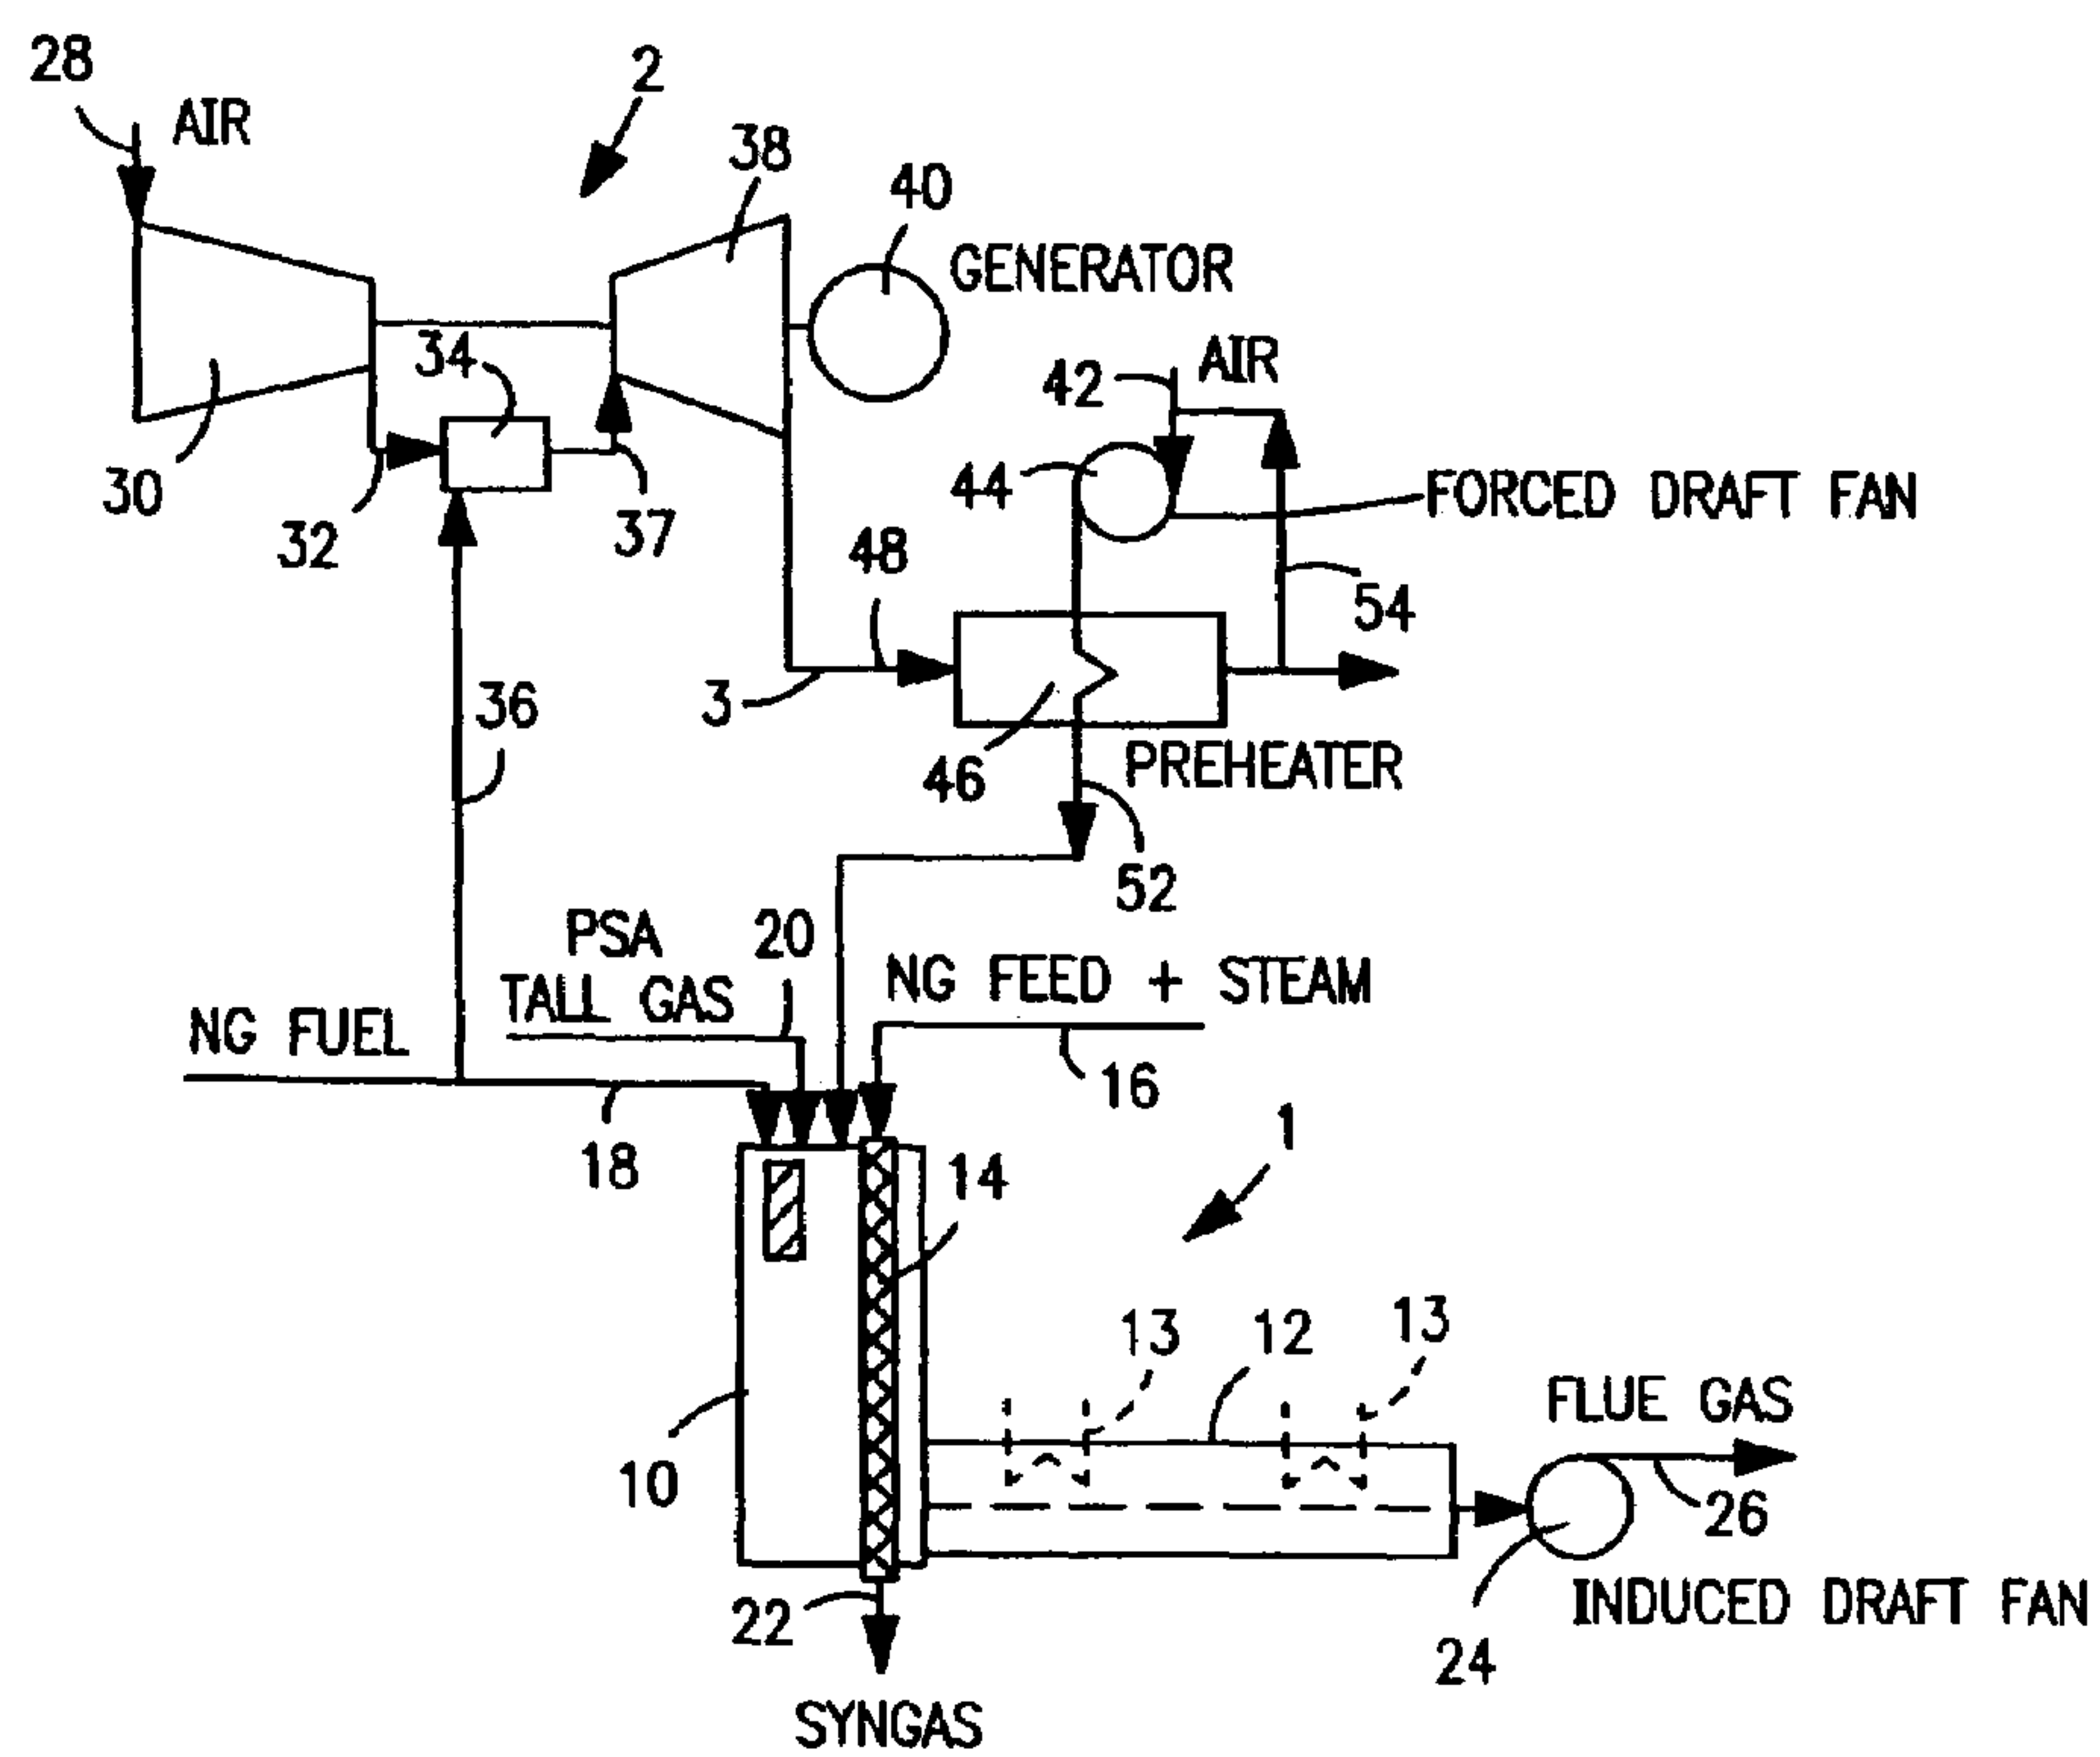 28
AIR
2
38
40
GENERATOR
34
42
AIR
44
FORCED DRAFT FAN
30
32
37
48
54
3
36
46
PREHEATER
52
PSA
TALL GAS
20
NG FEED + STEAM
NG FUEL
16
18
1
14
13
12
13
FLUE GAS
10
26
22
INDUCED DRAFT FAN
24
SYNGAS